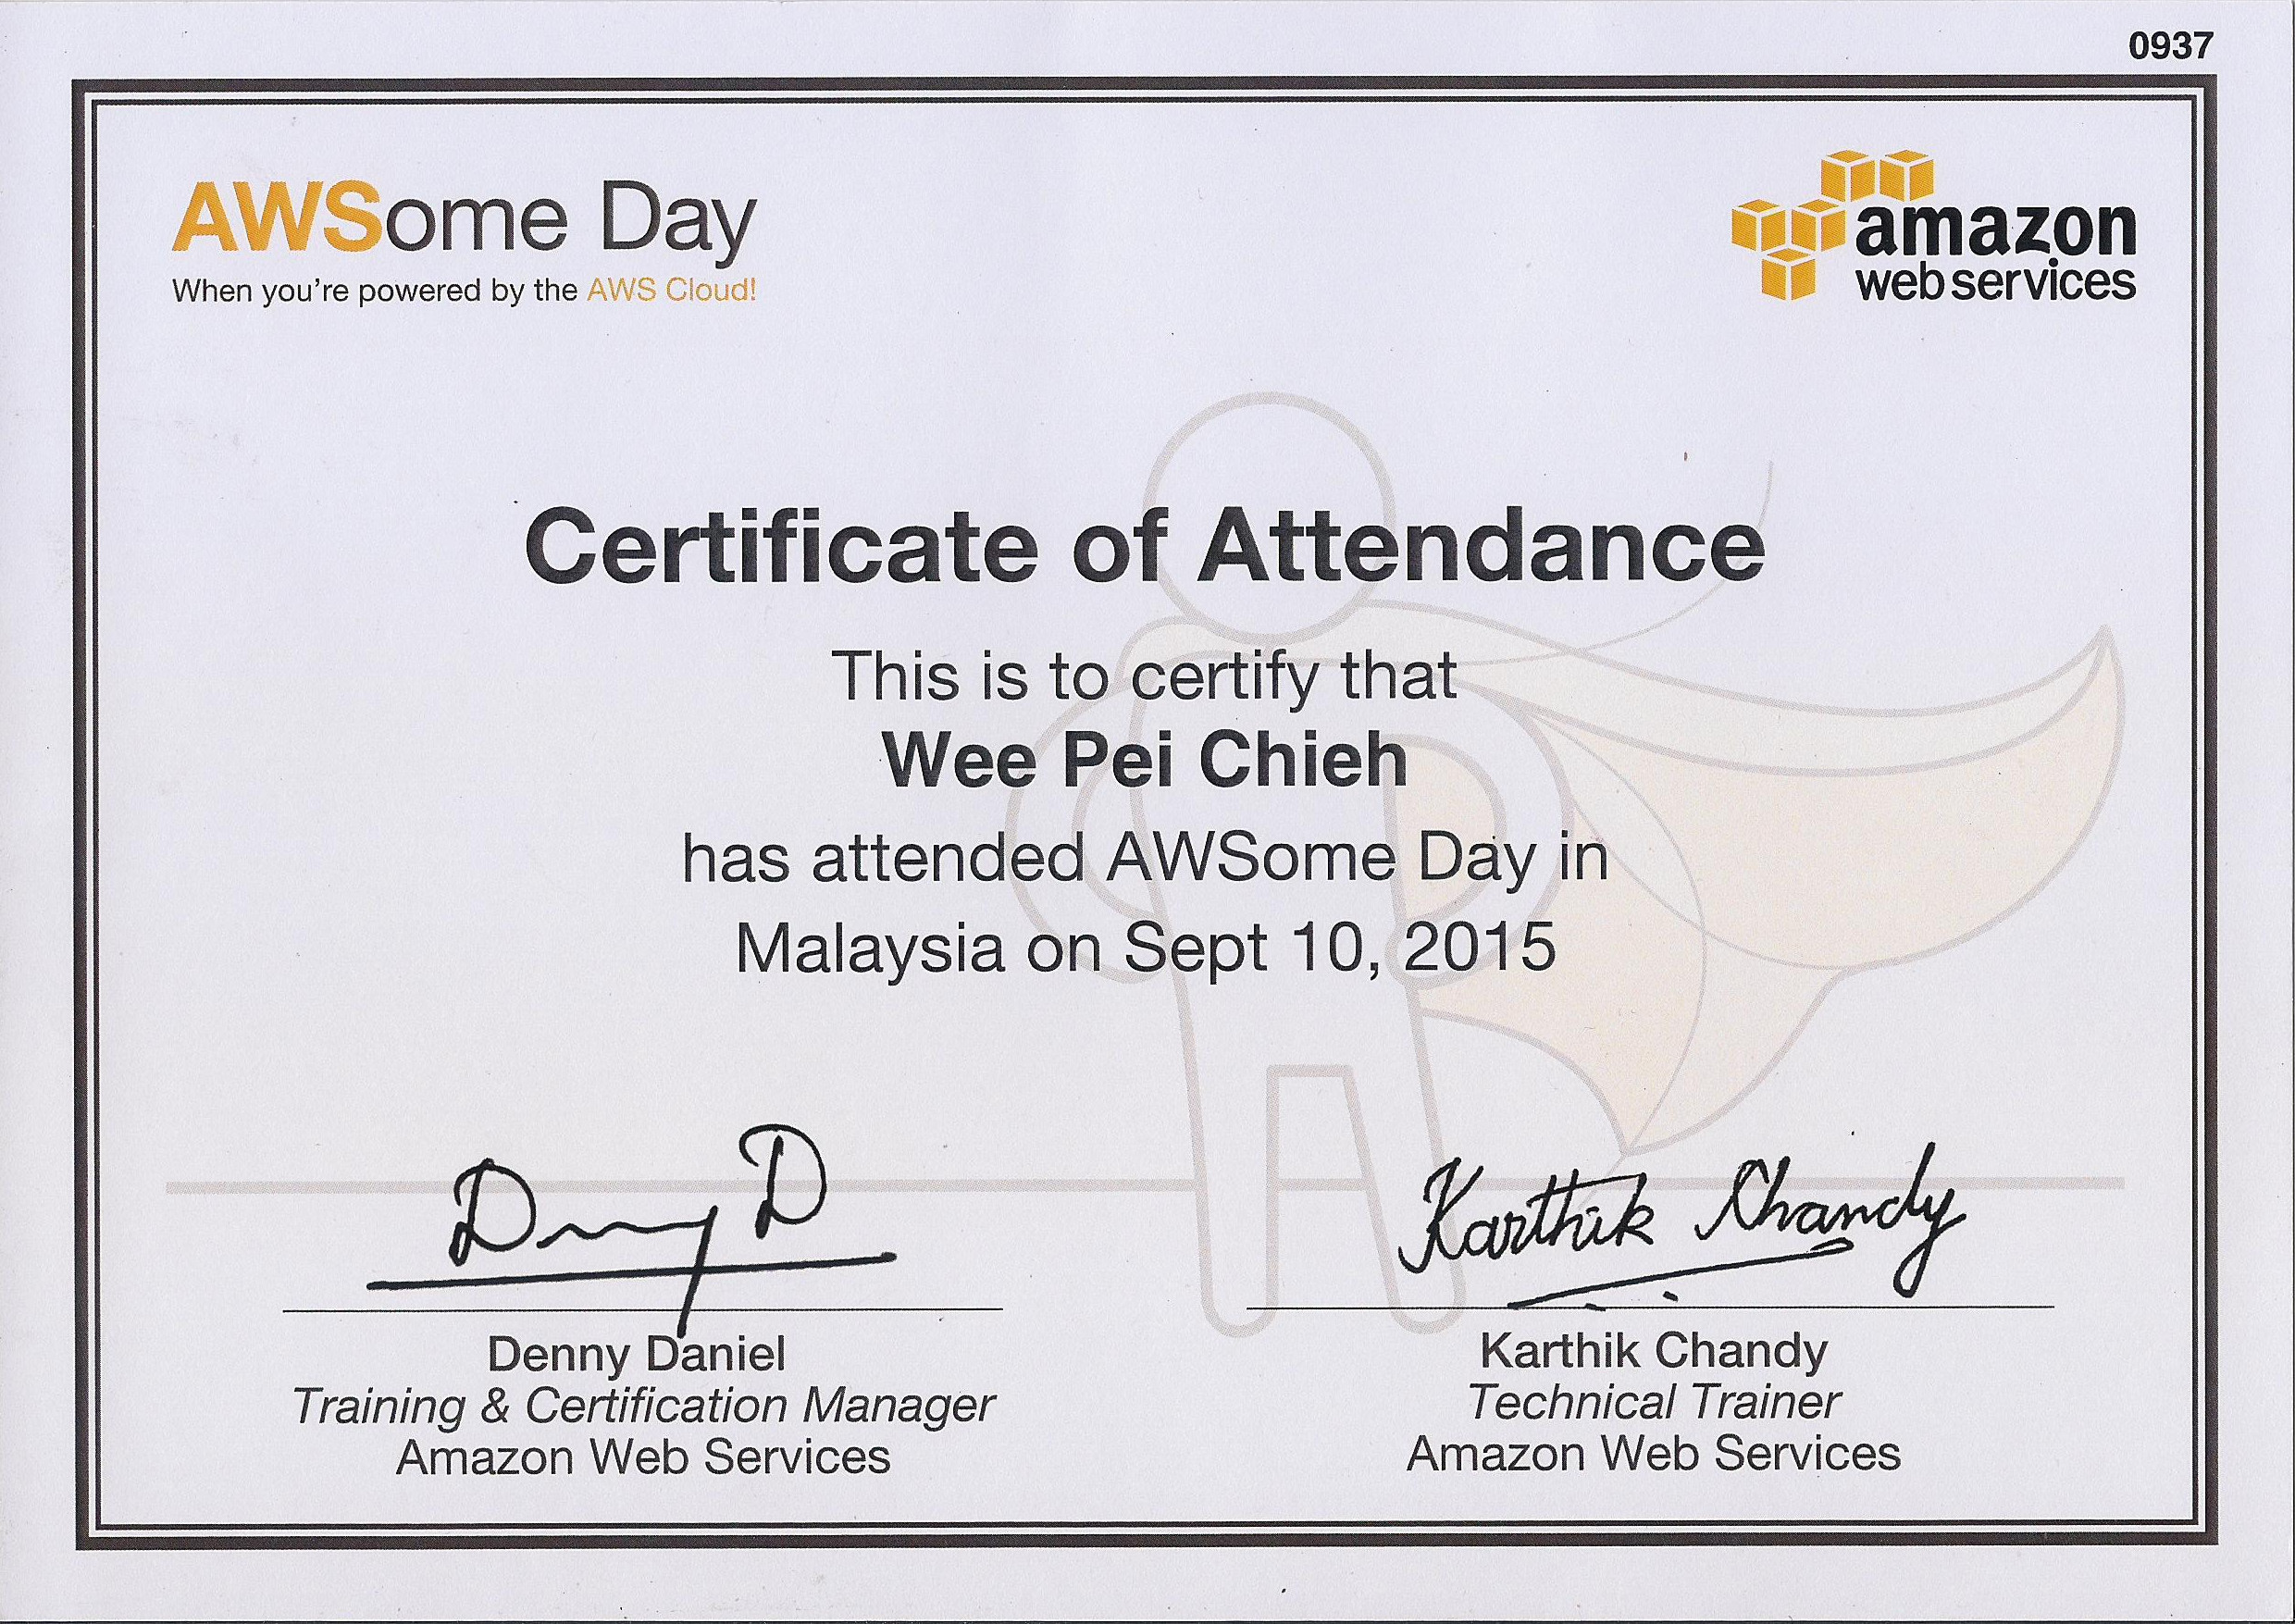 0937
AWSome Day
When you're powered by the AWS Cloud!
amazon
web services
Certificate of Attendance
This is to certify that
Wee Pei Chieh
has attended AWSome Day in
Malaysia on Sept 10, 2015
Denny D
Karthik Chandy
Denny Daniel
Training & Certification Manager
Amazon Web Services
Karthik Chandy
Technical Trainer
Amazon Web Services